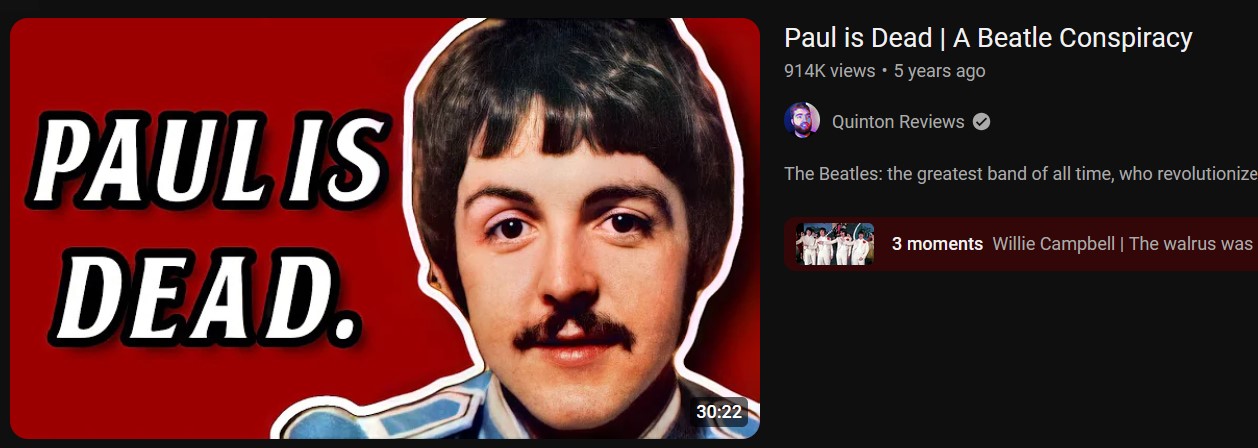 PAUL IS
DEAD.
30:22
Paul is Dead | A Beatle Conspiracy
914K views • 5 years ago
Quinton Reviews
The Beatles: the greatest band of all time, who revolutionize
3 moments Willie Campbell | The walrus was